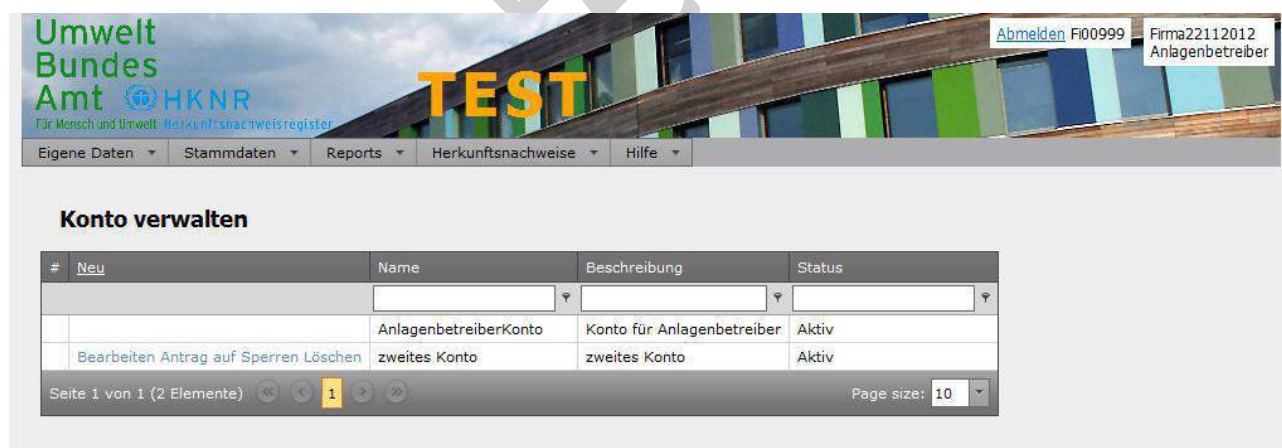 Umwelt
Bundes
Amt HKNR
Für Mensch und Umwelt Herkunftsnachweisregister
TEST
Abmelden FI00999
Firma22112012
Anlagenbetreiber
Eigene Daten Stammdaten Reports Herkunftsnachweise Hilfe
Konto verwalten
# Neu Name Beschreibung Status
AnlagenbetreiberKonto Konto für Anlagenbetreiber Aktiv
Bearbeiten Antrag auf Sperren Löschen zweites Konto zweites Konto Aktiv
Seite 1 von 1 (2 Elemente) « < 1 > » Page size: 10